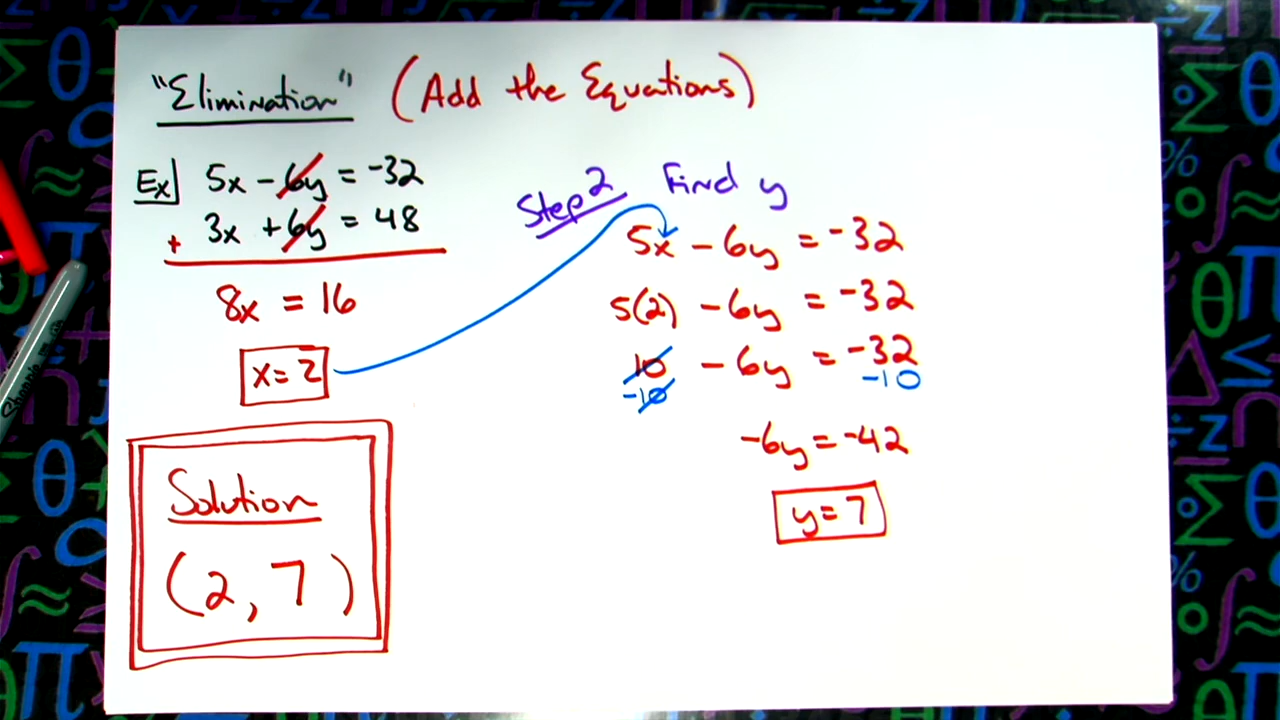 "Elimination" (Add the Equations)
Ex) 5x - 6y = -32
+ 3x + 6y = 48
8x = 16
x = 2
Solution
(2, 7)
Step 2 Find y
5x - 6y = -32
5(2) - 6y = -32
10 - 6y = -32
-10 -10
-6y = -42
y = 7
Sharpie